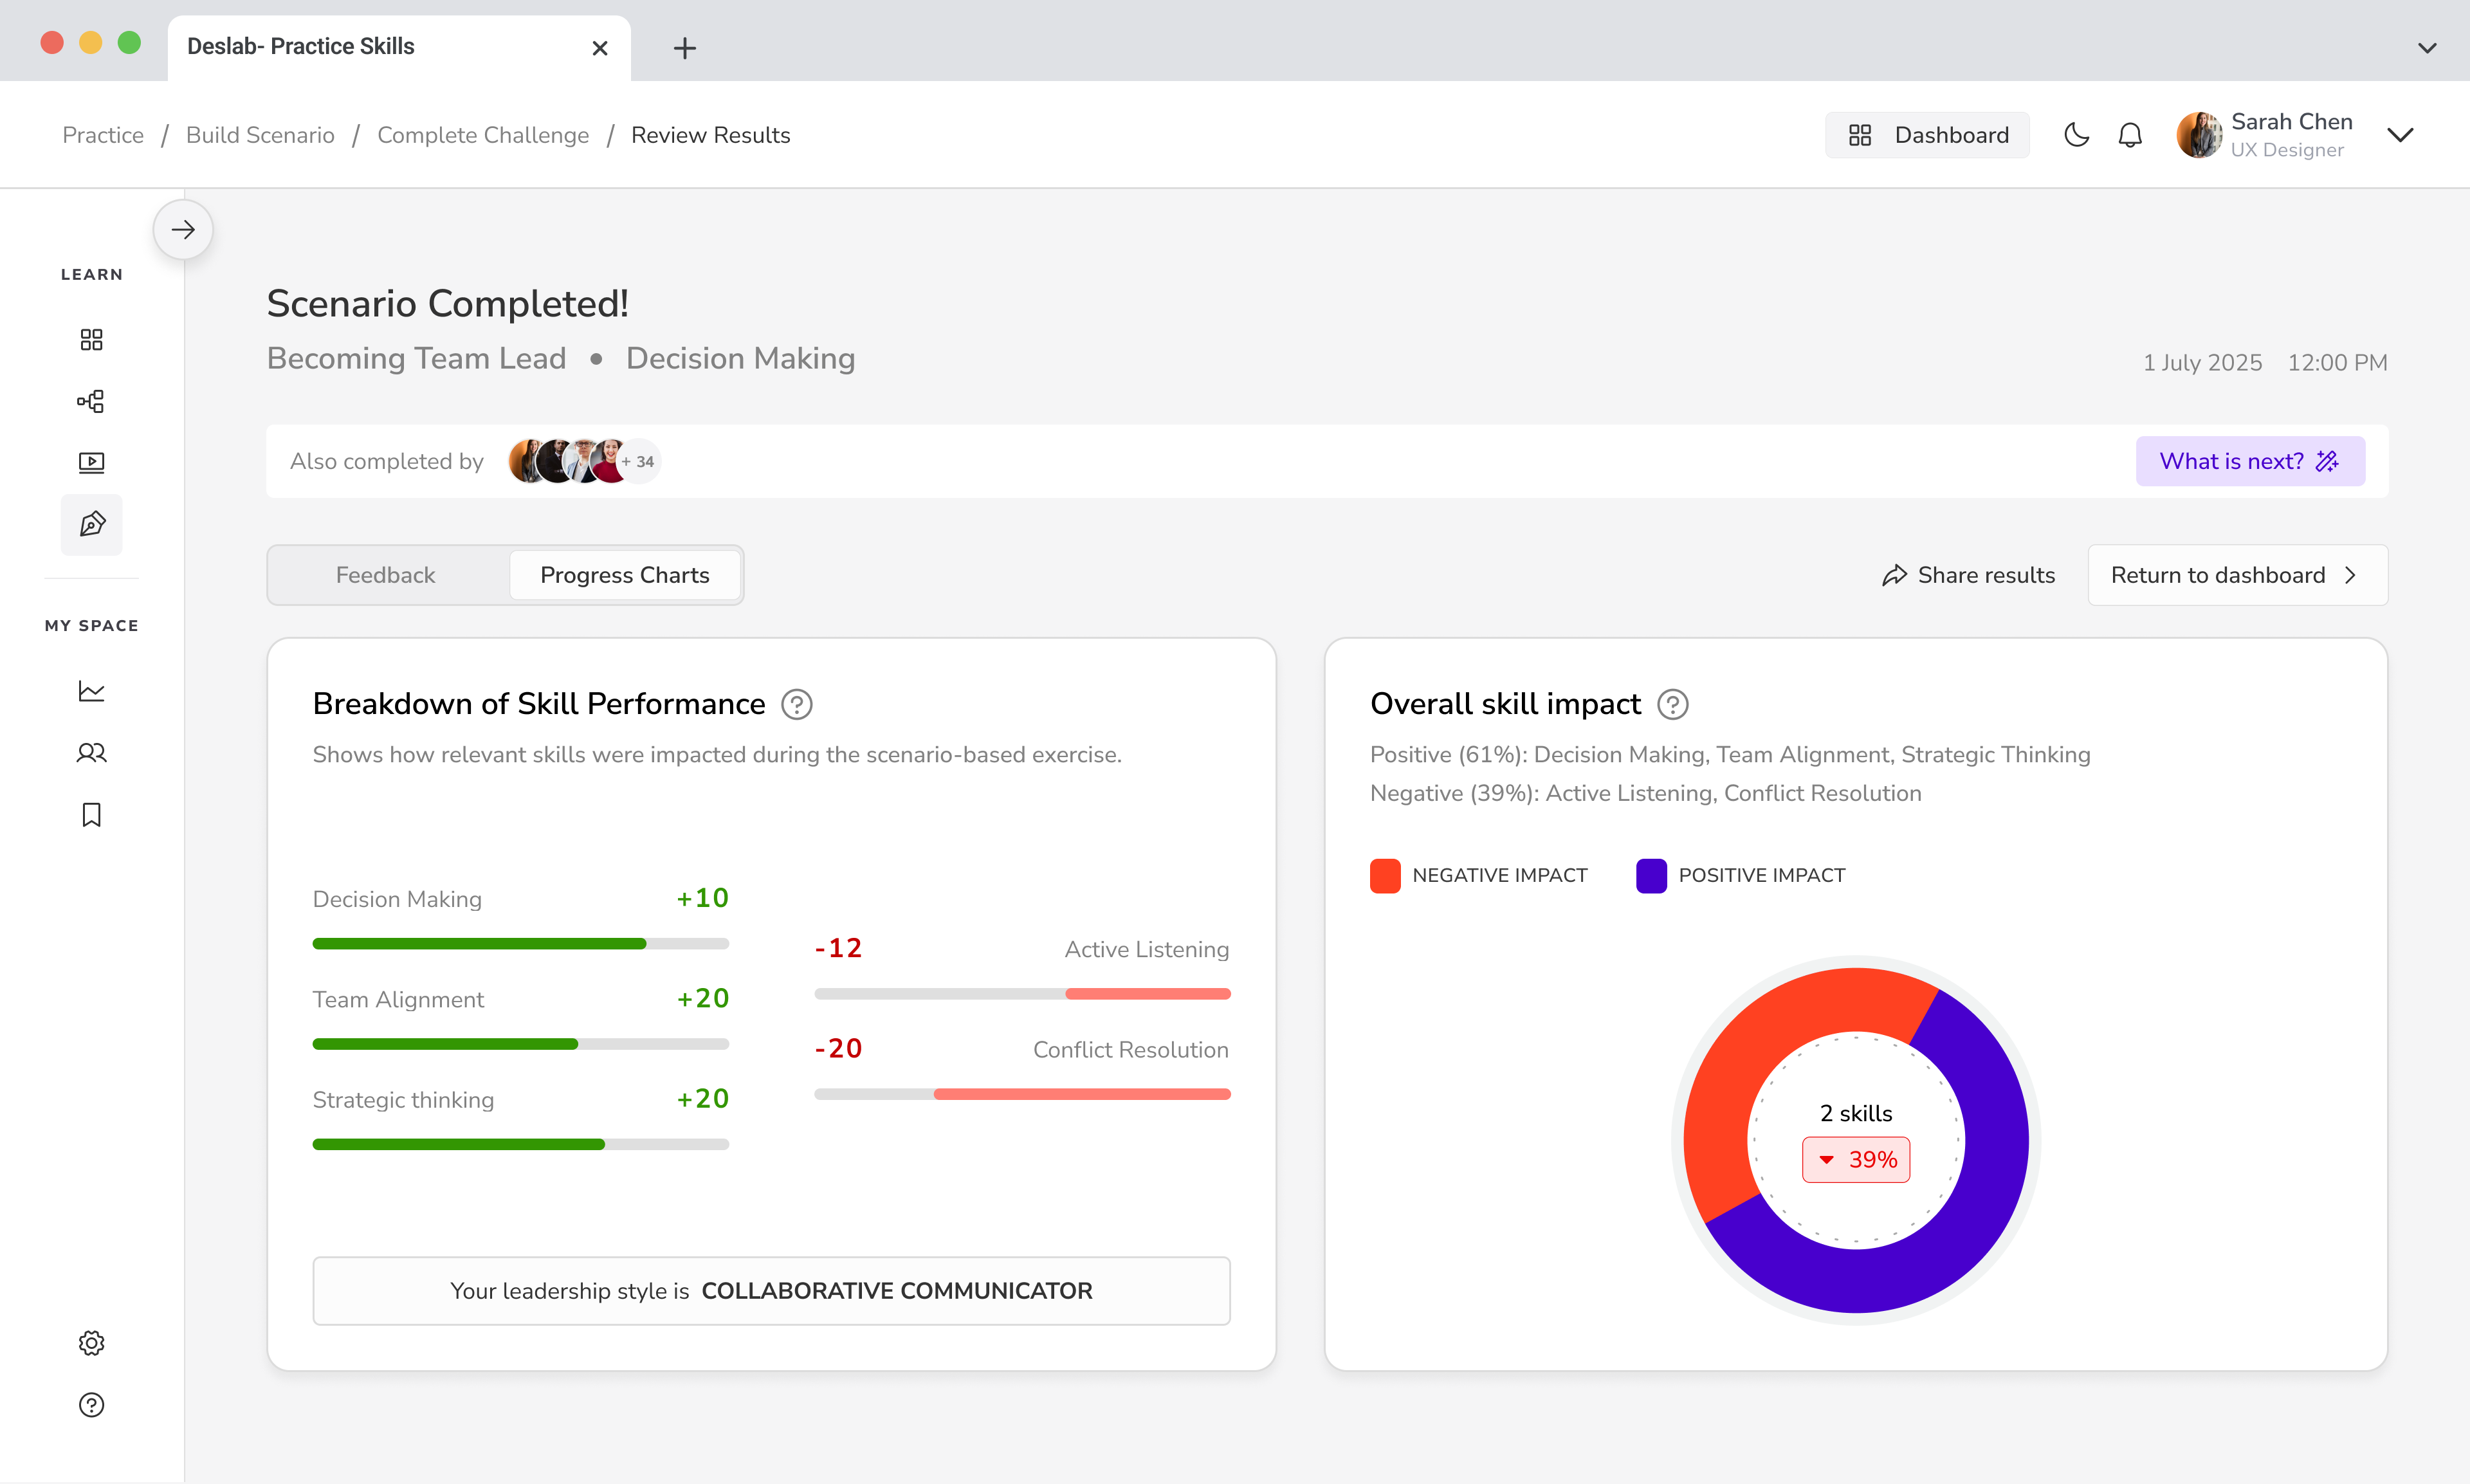 Deslab- Practice Skills
Practice / Build Scenario / Complete Challenge / Review Results
Dashboard
Sarah Chen
UX Designer
LEARN
MY SPACE
Scenario Completed!
Becoming Team Lead • Decision Making
1 July 2025 12:00 PM
Also completed by
+ 34
What is next?
Feedback
Progress Charts
Share results
Return to dashboard
Breakdown of Skill Performance
Shows how relevant skills were impacted during the scenario-based exercise.
Decision Making +10
Team Alignment +20
Strategic thinking +20
-12 Active Listening
-20 Conflict Resolution
Your leadership style is COLLABORATIVE COMMUNICATOR
Overall skill impact
Positive (61%): Decision Making, Team Alignment, Strategic Thinking
Negative (39%): Active Listening, Conflict Resolution
NEGATIVE IMPACT
POSITIVE IMPACT
2 skills
39%